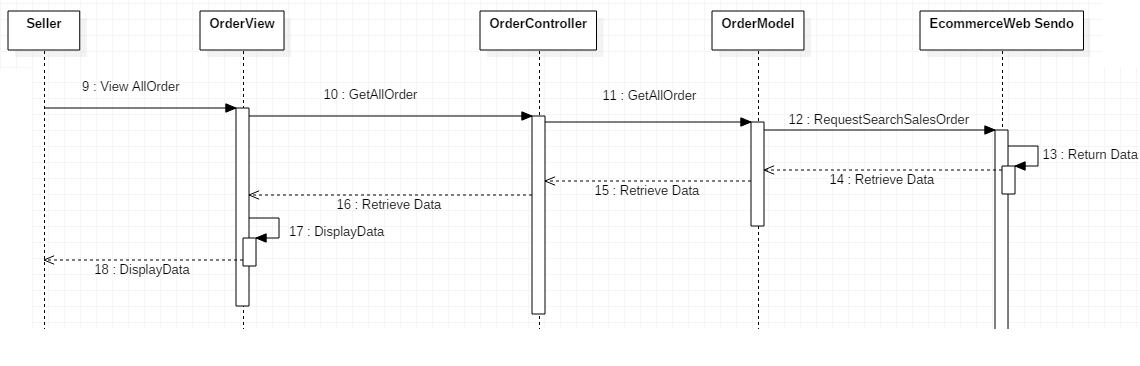 Seller
OrderView
OrderController
OrderModel
EcommerceWeb Sendo
9 : View AllOrder
10 : GetAllOrder
11 : GetAllOrder
12 : RequestSearchSalesOrder
13 : Return Data
14 : Retrieve Data
15 : Retrieve Data
16 : Retrieve Data
17 : DisplayData
18 : DisplayData